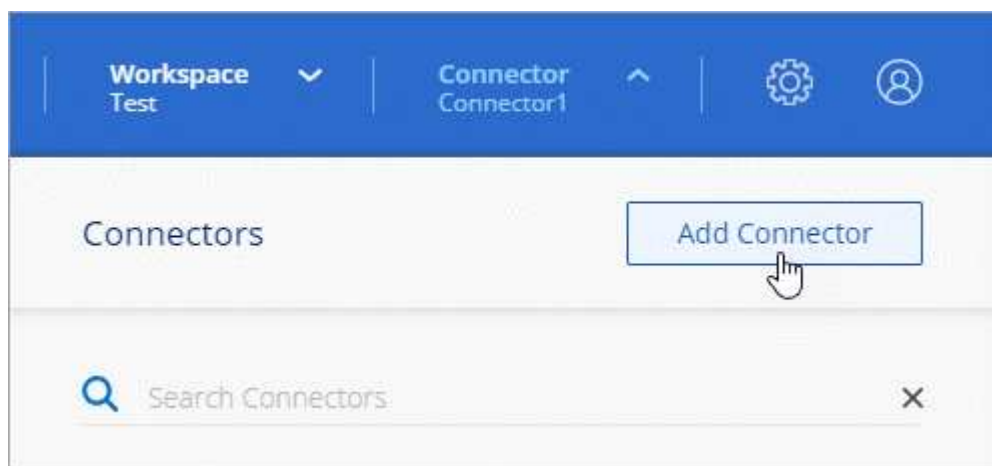 Workspace
Test
Connector
Connector1
Connectors
Add Connector
Search Connectors